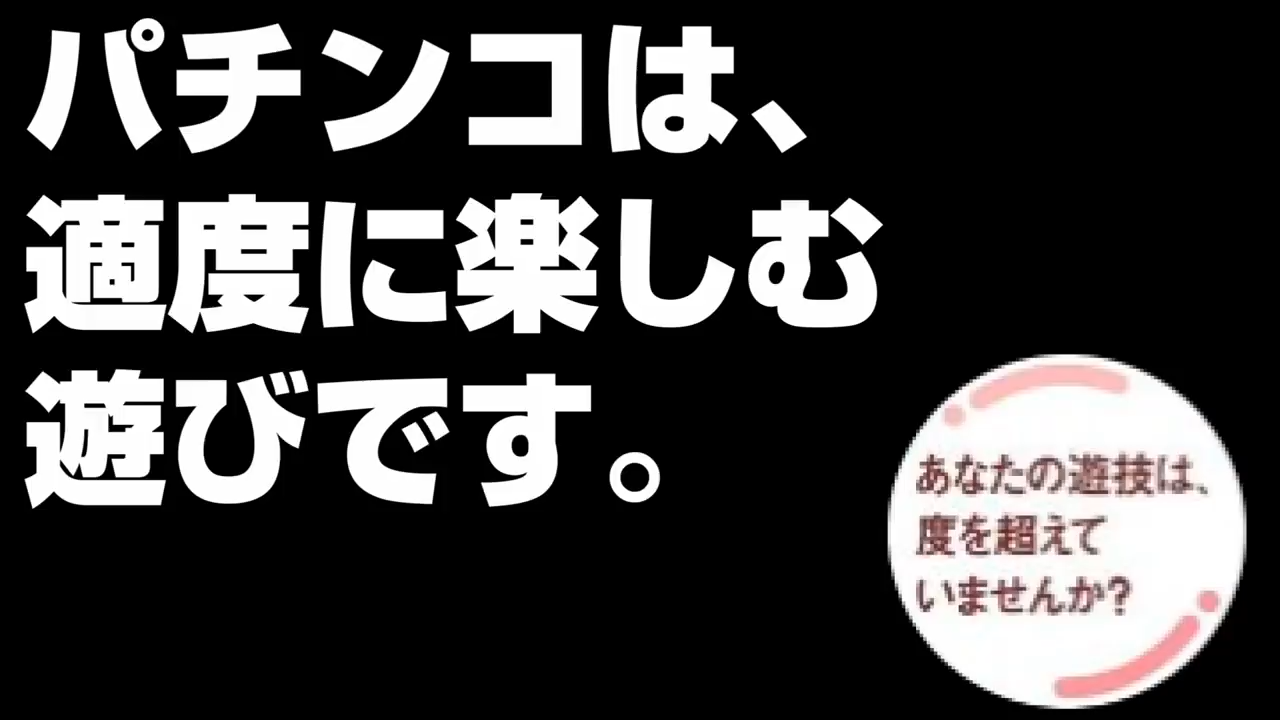 パチンコは、
適度に楽しむ
遊びです。
あなたの遊技は、
度を超えて
いませんか?